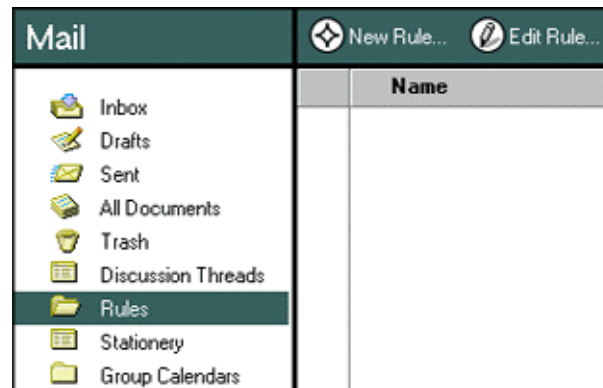 Mail
New Rule... Edit Rule...
Name
Inbox
Drafts
Sent
All Documents
Trash
Discussion Threads
Rules
Stationery
Group Calendars